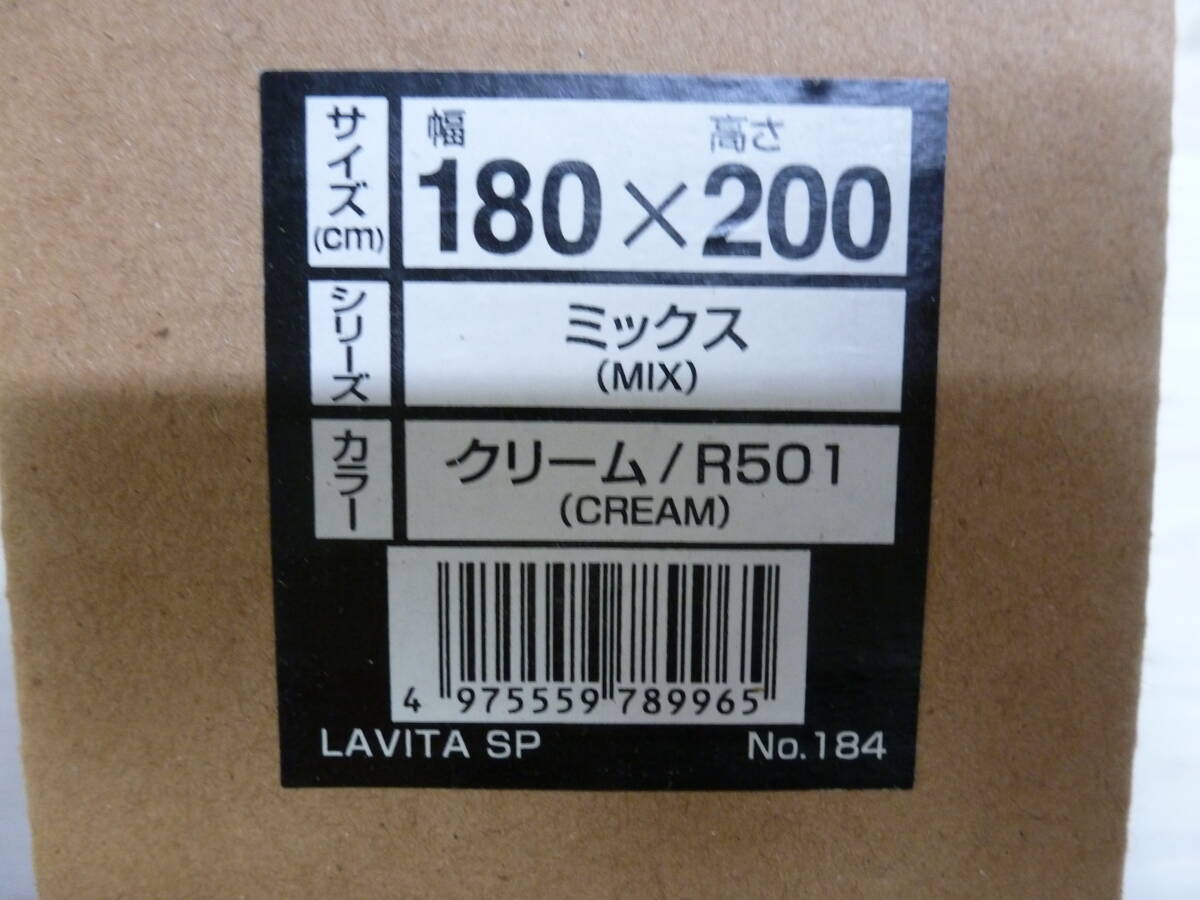 サイズ
(cm)
幅 高さ
180×200
シリーズ
ミックス
(MIX)
カラー
クリーム/R501
(CREAM)
4 975559 789965
LAVITA SP No.184